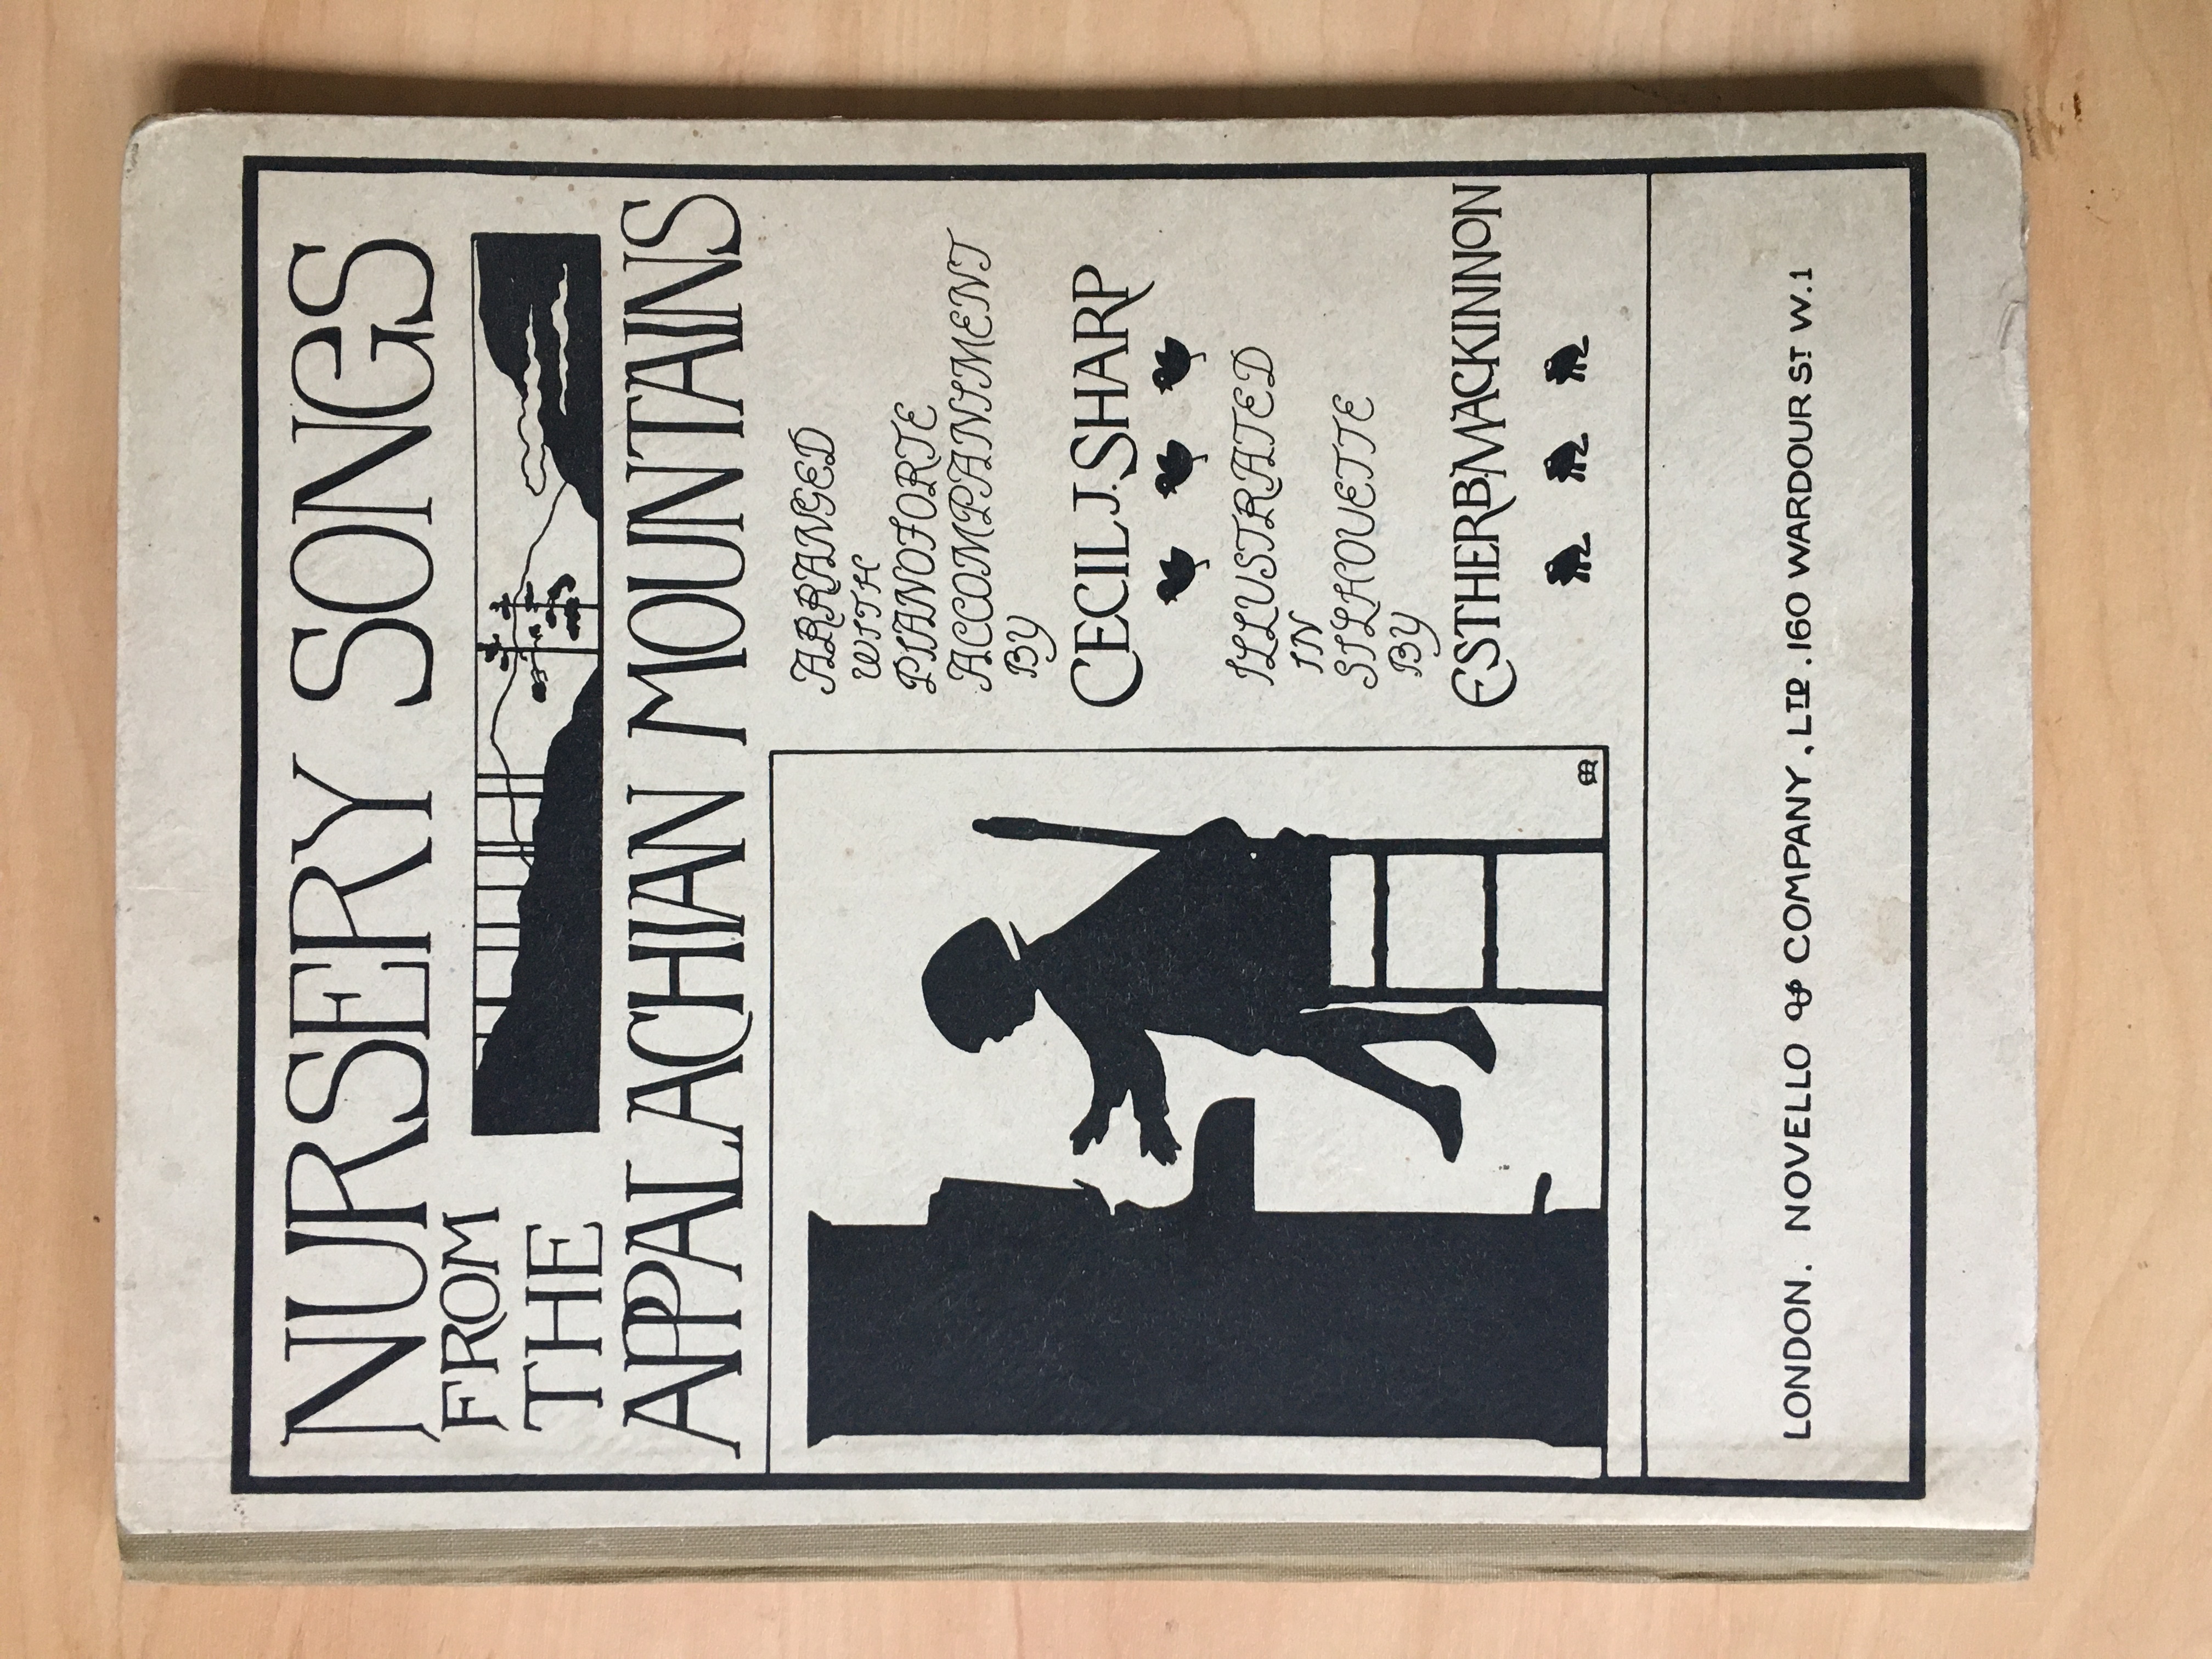 NURSERY SONGS
FROM
THE
APPALACHIAN MOUNTAINS
ARRANGED
WITH
PIANOFORTE
ACCOMPANIMENT
BY
CECIL J. SHARP
ILLUSTRATED
IN
SILHOUETTE
BY
ESTHER B MACKINNON
LONDON. NOVELLO & COMPANY. LTD. 160 WARDOUR ST W.1